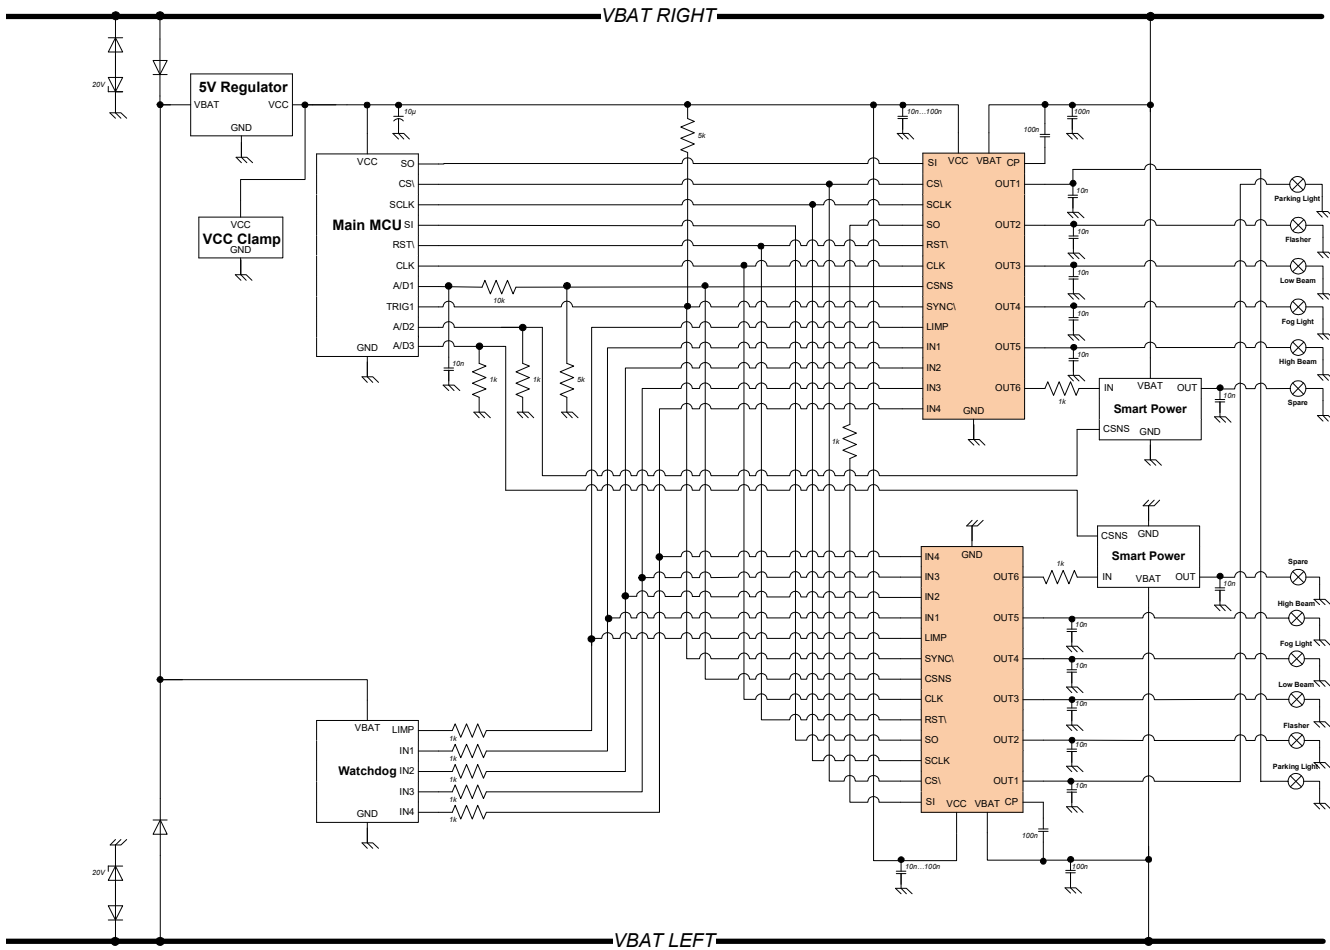 VBAT RIGHT
20V
5V Regulator
VBAT
VCC
GND
10µ
5k
10n...100n
100n
100n
VCC
VCC Clamp
GND
VCC
Main MCU
SO
CS\
SCLK
SI
RST\
CLK
A/D1
TRIG1
A/D2
A/D3
GND
10k
10n
1k
1k
5k
SI
VCC
VBAT
CP
CS\
SCLK
SO
RST\
CLK
CSNS
SYNC\
LIMP
IN1
IN2
IN3
IN4
GND
OUT1
OUT2
OUT3
OUT4
OUT5
OUT6
10n
10n
10n
10n
10n
1k
IN
VBAT
OUT
Smart Power
CSNS
GND
10n
Parking Light
Flasher
Low Beam
Fog Light
High Beam
Spare
1k
CSNS
GND
Smart Power
IN
VBAT
OUT
10n
1k
IN4
GND
IN3
IN2
IN1
LIMP
SYNC\
CSNS
CLK
RST\
SO
SCLK
CS\
SI
VCC
VBAT
CP
OUT6
OUT5
OUT4
OUT3
OUT2
OUT1
10n
10n
10n
10n
10n
Spare
High Beam
Fog Light
Low Beam
Flasher
Parking Light
VBAT
Watchdog
LIMP
IN1
IN2
IN3
IN4
GND
1k
1k
1k
1k
1k
100n
10n...100n
100n
20V
VBAT LEFT